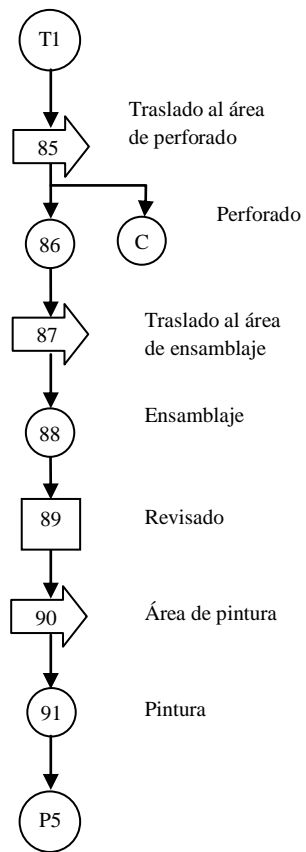 T1
Traslado al área
de perforado
85
Perforado
86
C
Traslado al área
de ensamblaje
87
Ensamblaje
88
Revisado
89
Área de pintura
90
Pintura
91
P5